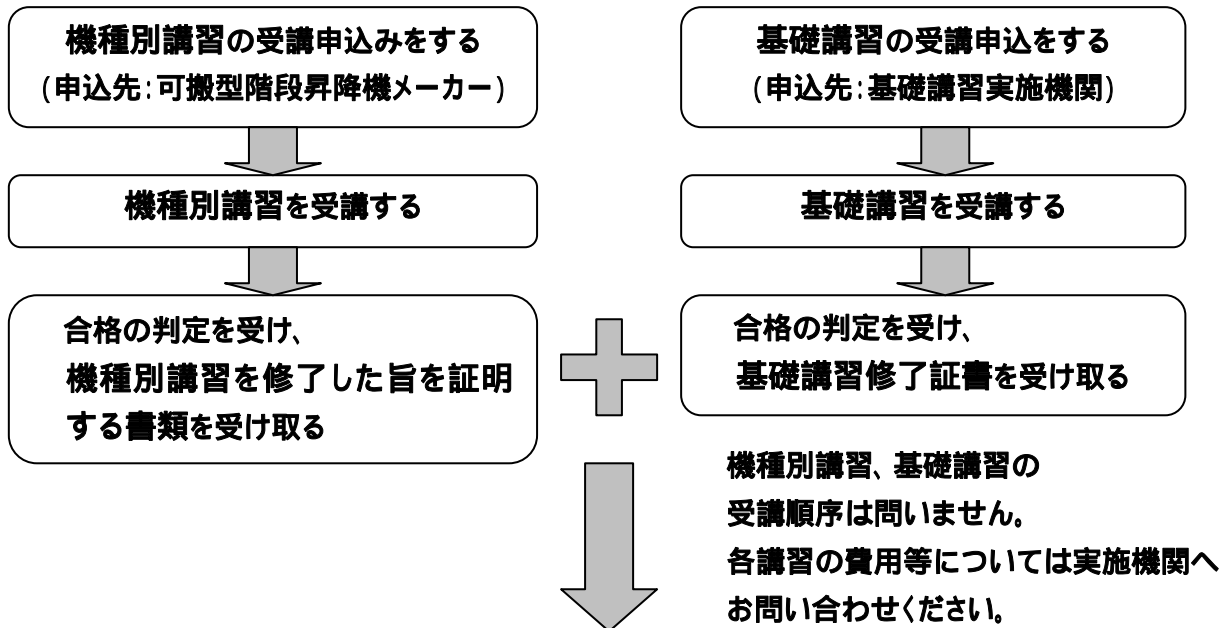 機種別講習の受講申込みをする
(申込先:可搬型階段昇降機メーカー)
機種別講習を受講する
合格の判定を受け、
機種別講習を修了した旨を証明
する書類を受け取る
基礎講習の受講申込をする
(申込先:基礎講習実施機関)
基礎講習を受講する
合格の判定を受け、
基礎講習修了証書を受け取る
機種別講習、基礎講習の
受講順序は問いません。
各講習の費用等については実施機関へ
お問い合わせください。